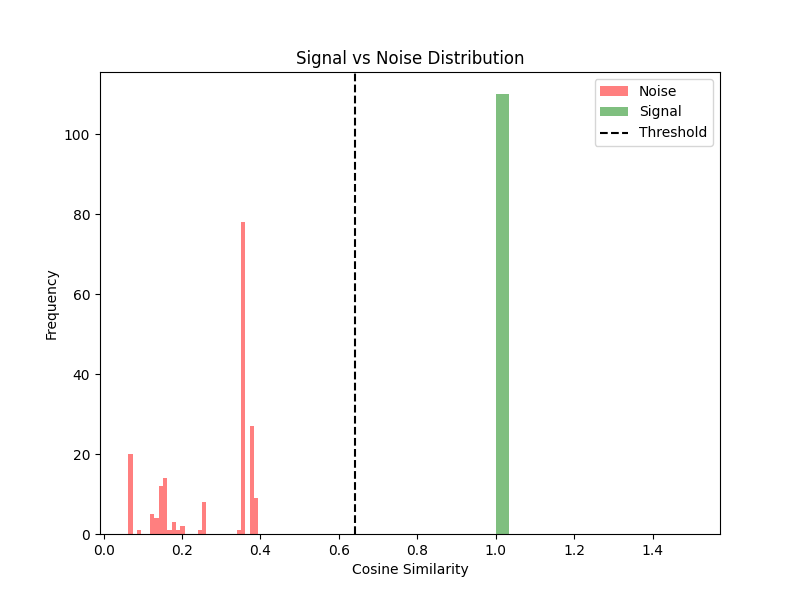 Signal vs Noise Distribution
Noise
Signal
Threshold
100
80
60
40
20
0
Frequency
0.0 0.2 0.4 0.6 0.8 1.0 1.2 1.4
Cosine Similarity